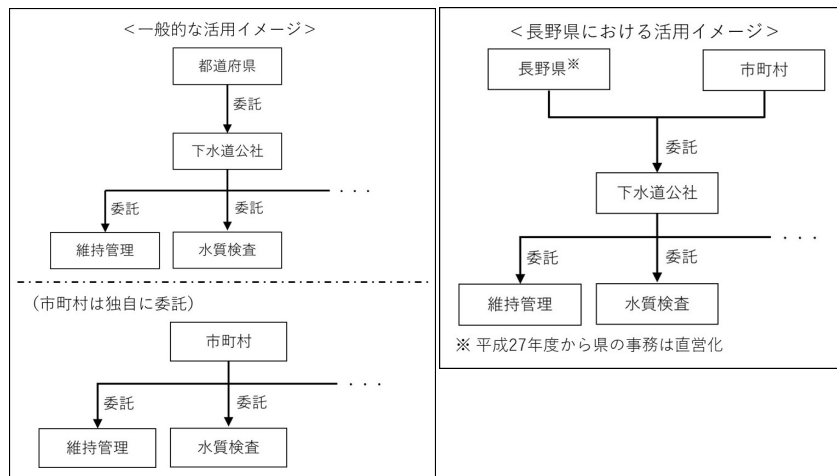 ＜一般的な活用イメージ＞
都道府県
委託
下水道公社
・・・
委託
委託
維持管理
水質検査
（市町村は独自に委託）
市町村
・・・
委託
委託
維持管理
水質検査
＜長野県における活用イメージ＞
長野県※
市町村
委託
下水道公社
・・・
委託
委託
維持管理
水質検査
※ 平成27年度から県の事務は直営化